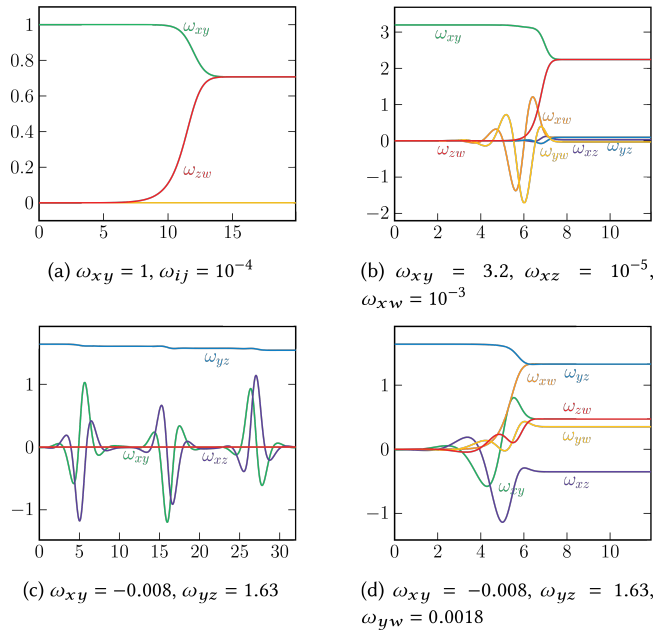 1
0.8
0.6
0.4
0.2
0
0 5 10 15
ω_xy
ω_zw
(a) ω_xy = 1, ω_ij = 10^−4
3
2
1
0
−1
−2
0 2 4 6 8 10
ω_xy
ω_xw
ω_zw
ω_yw
ω_xz
ω_yz
(b) ω_xy = 3.2, ω_xz = 10^−5,
ω_xw = 10^−3
1
0
−1
0 5 10 15 20 25 30
ω_yz
ω_xy
ω_xz
(c) ω_xy = −0.008, ω_yz = 1.63
1
0
−1
0 2 4 6 8 10
ω_xw
ω_yz
ω_zw
ω_yw
ω_xy
ω_xz
(d) ω_xy = −0.008, ω_yz = 1.63,
ω_yw = 0.0018